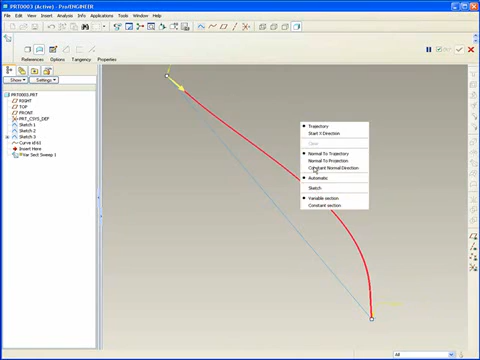 PRT0003 (Active) - Pro/ENGINEER
File Edit View Insert Analysis Info Applications Tools Window Help
References Options Tangency Properties
Show Settings
PRT0003.PRT
RIGHT
TOP
FRONT
PRT_CSYS_DEF
Sketch 1
Sketch 2
Sketch 3
Curve id 61
Insert Here
Var Sect Sweep 1
Trajectory
Start X Direction
Normal To Trajectory
Normal To Projection
Constant Normal Direction
Automatic
Sketch
Variable section
Constant section
All